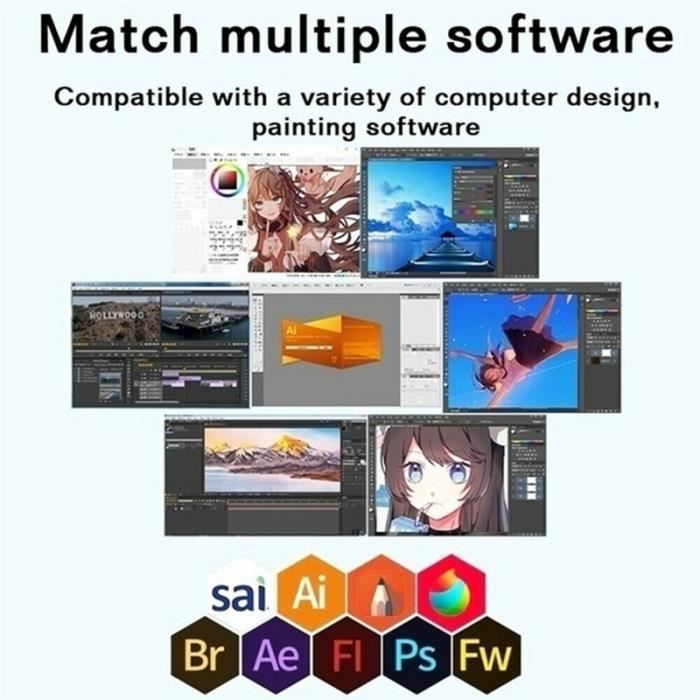 Match multiple software
Compatible with a variety of computer design,
painting software
HOLLYWOOD
Ai
sai Ai
Br Ae Fl Ps Fw